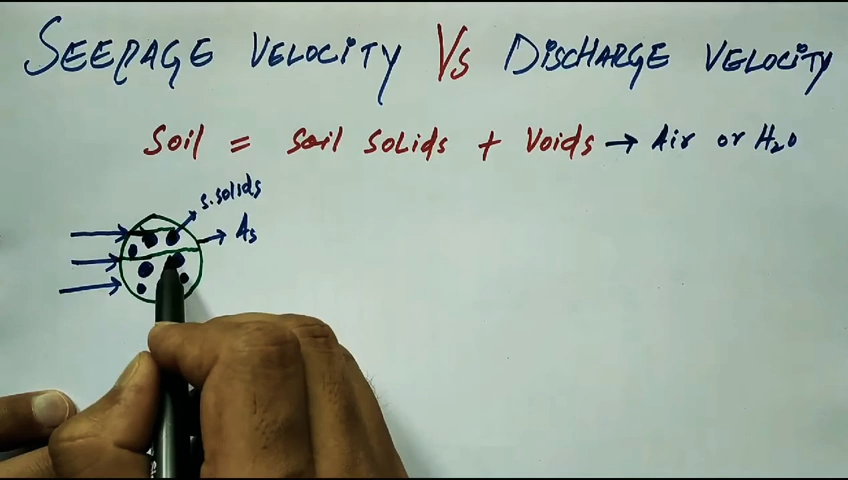 SEEPAGE VELOCITY Vs DISCHARGE VELOCITY
Soil = soil solids + Voids → Air or H₂O
s.solids
As